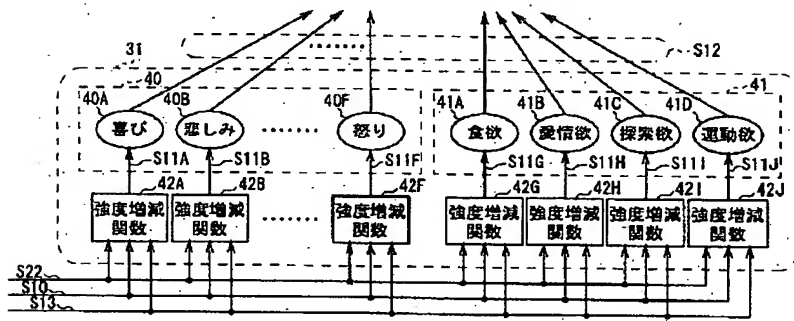 31
40
S12
41
40A
40B
40F
41A
41B
41C
41D
喜び
悲しみ
………
怒り
食欲
愛情欲
探索欲
運動欲
S11A
S11B
S11F
S11G
S11H
S11I
S11J
42A
42B
42F
42G
42H
42I
42J
強度増減
関数
強度増減
関数
………
強度増減
関数
強度増減
関数
強度増減
関数
強度増減
関数
強度増減
関数
S22
S10
S13